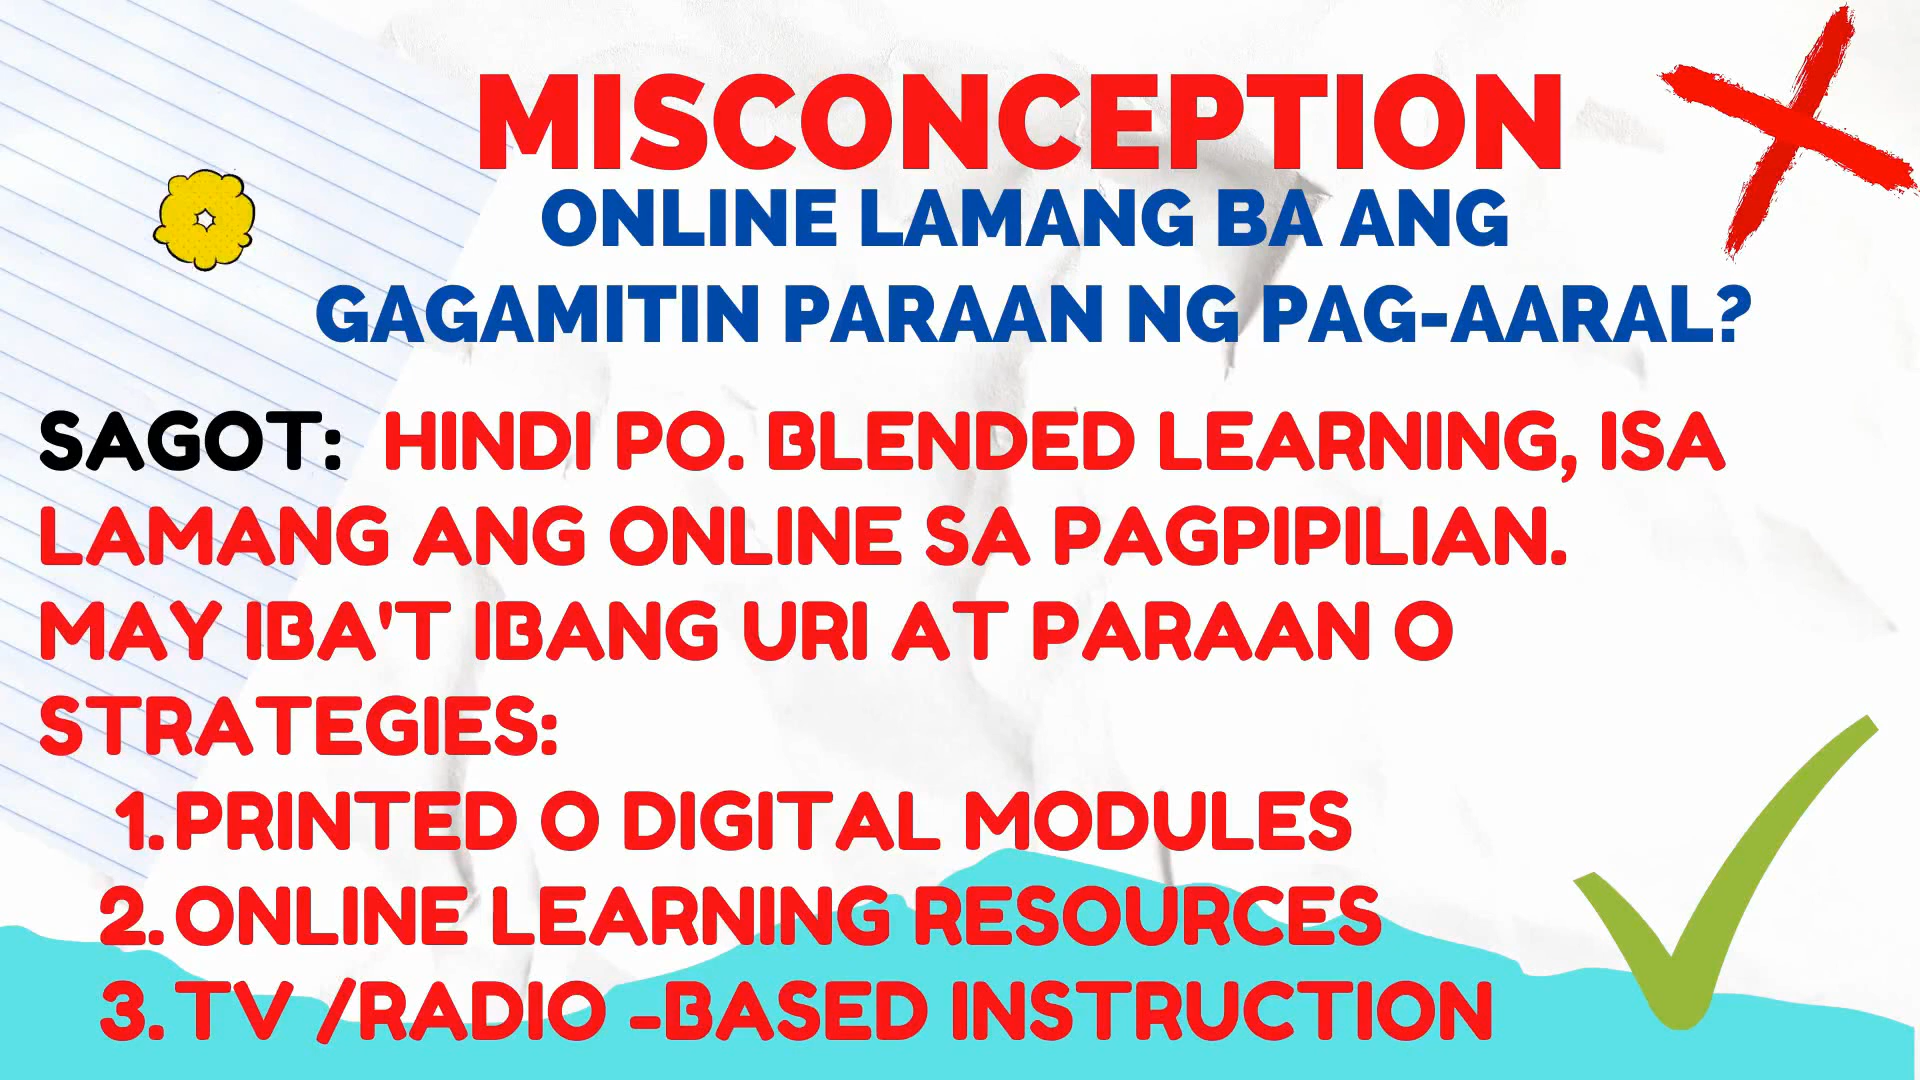 MISCONCEPTION
ONLINE LAMANG BA ANG
GAGAMITIN PARAAN NG PAG-AARAL?
SAGOT: HINDI PO. BLENDED LEARNING, ISA
LAMANG ANG ONLINE SA PAGPIPILIAN.
MAY IBA'T IBANG URI AT PARAAN O
STRATEGIES:
1. PRINTED O DIGITAL MODULES
2. ONLINE LEARNING RESOURCES
3. TV /RADIO -BASED INSTRUCTION